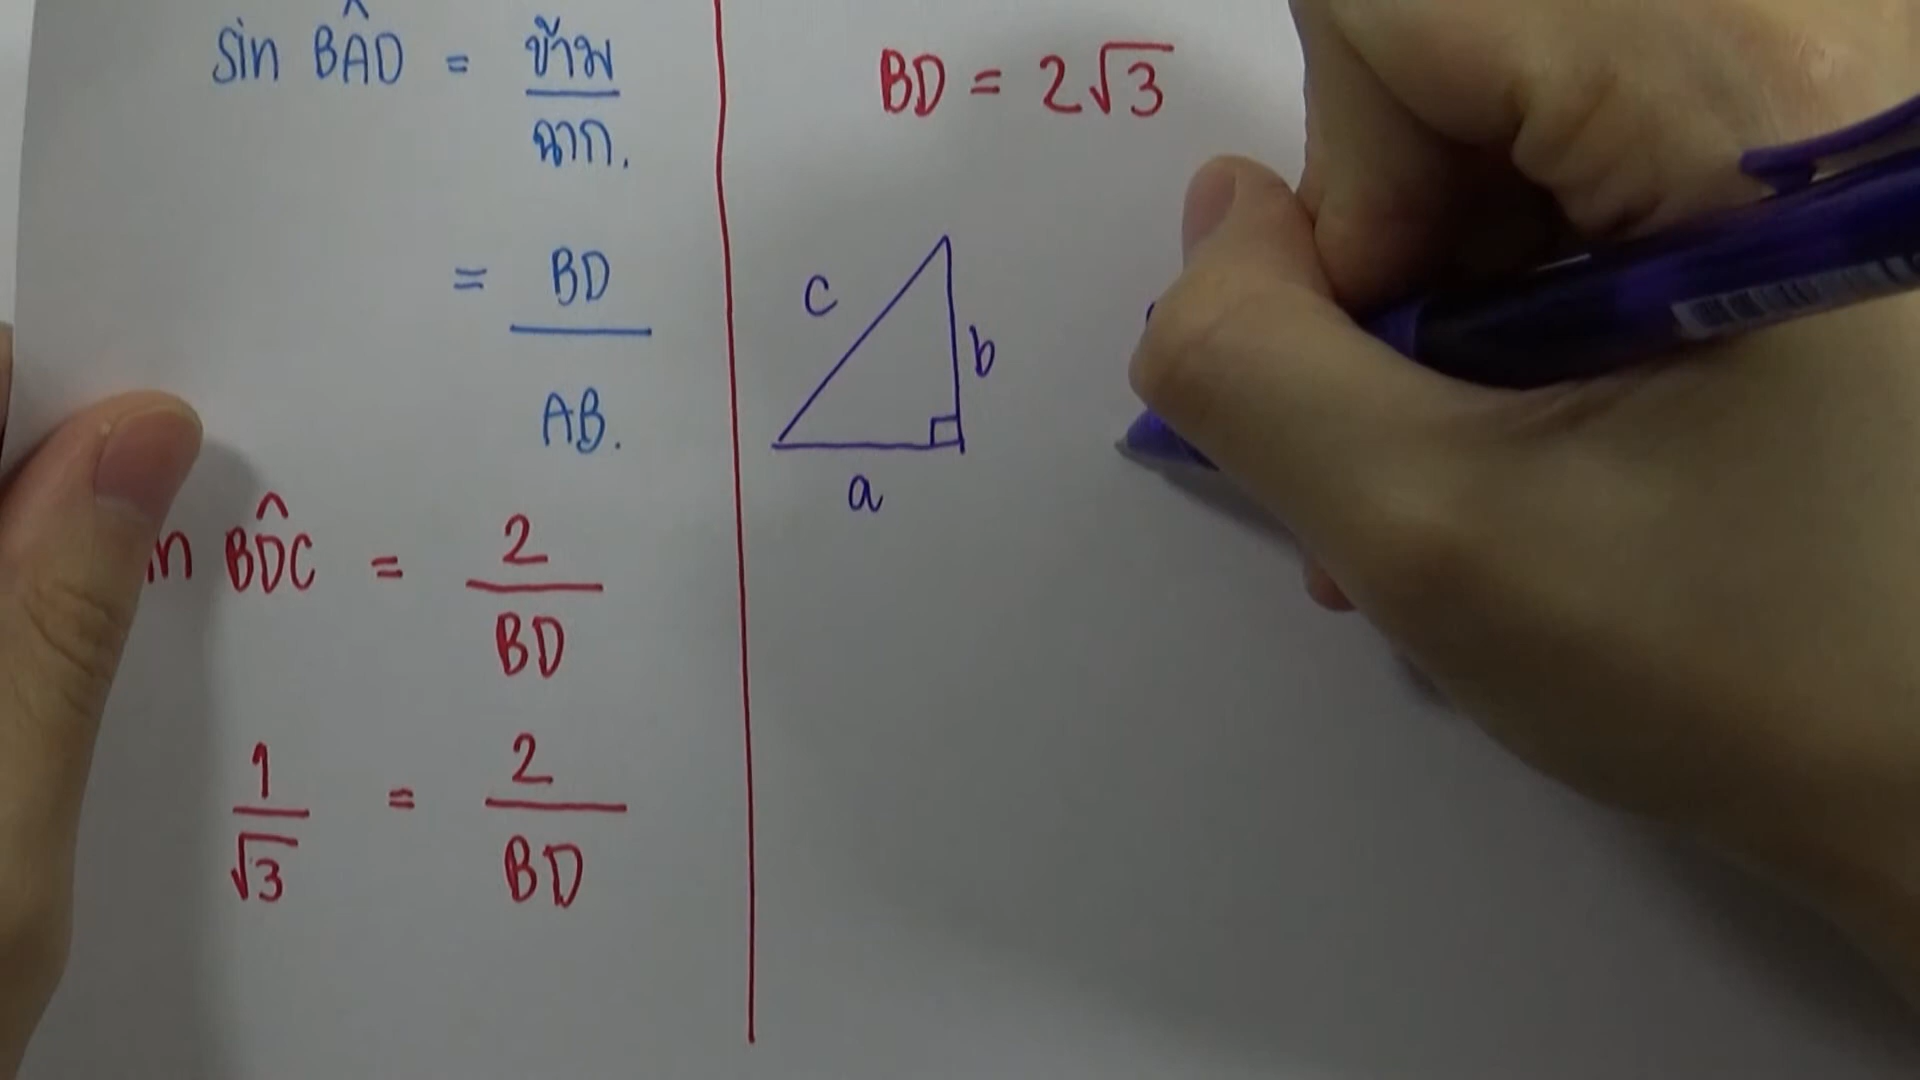 sin BÂD = ข้าม
ฉาก.
= BD
AB.
n BD̂C = 2
BD
1 = 2
√3 BD
BD = 2√3
c
b
a